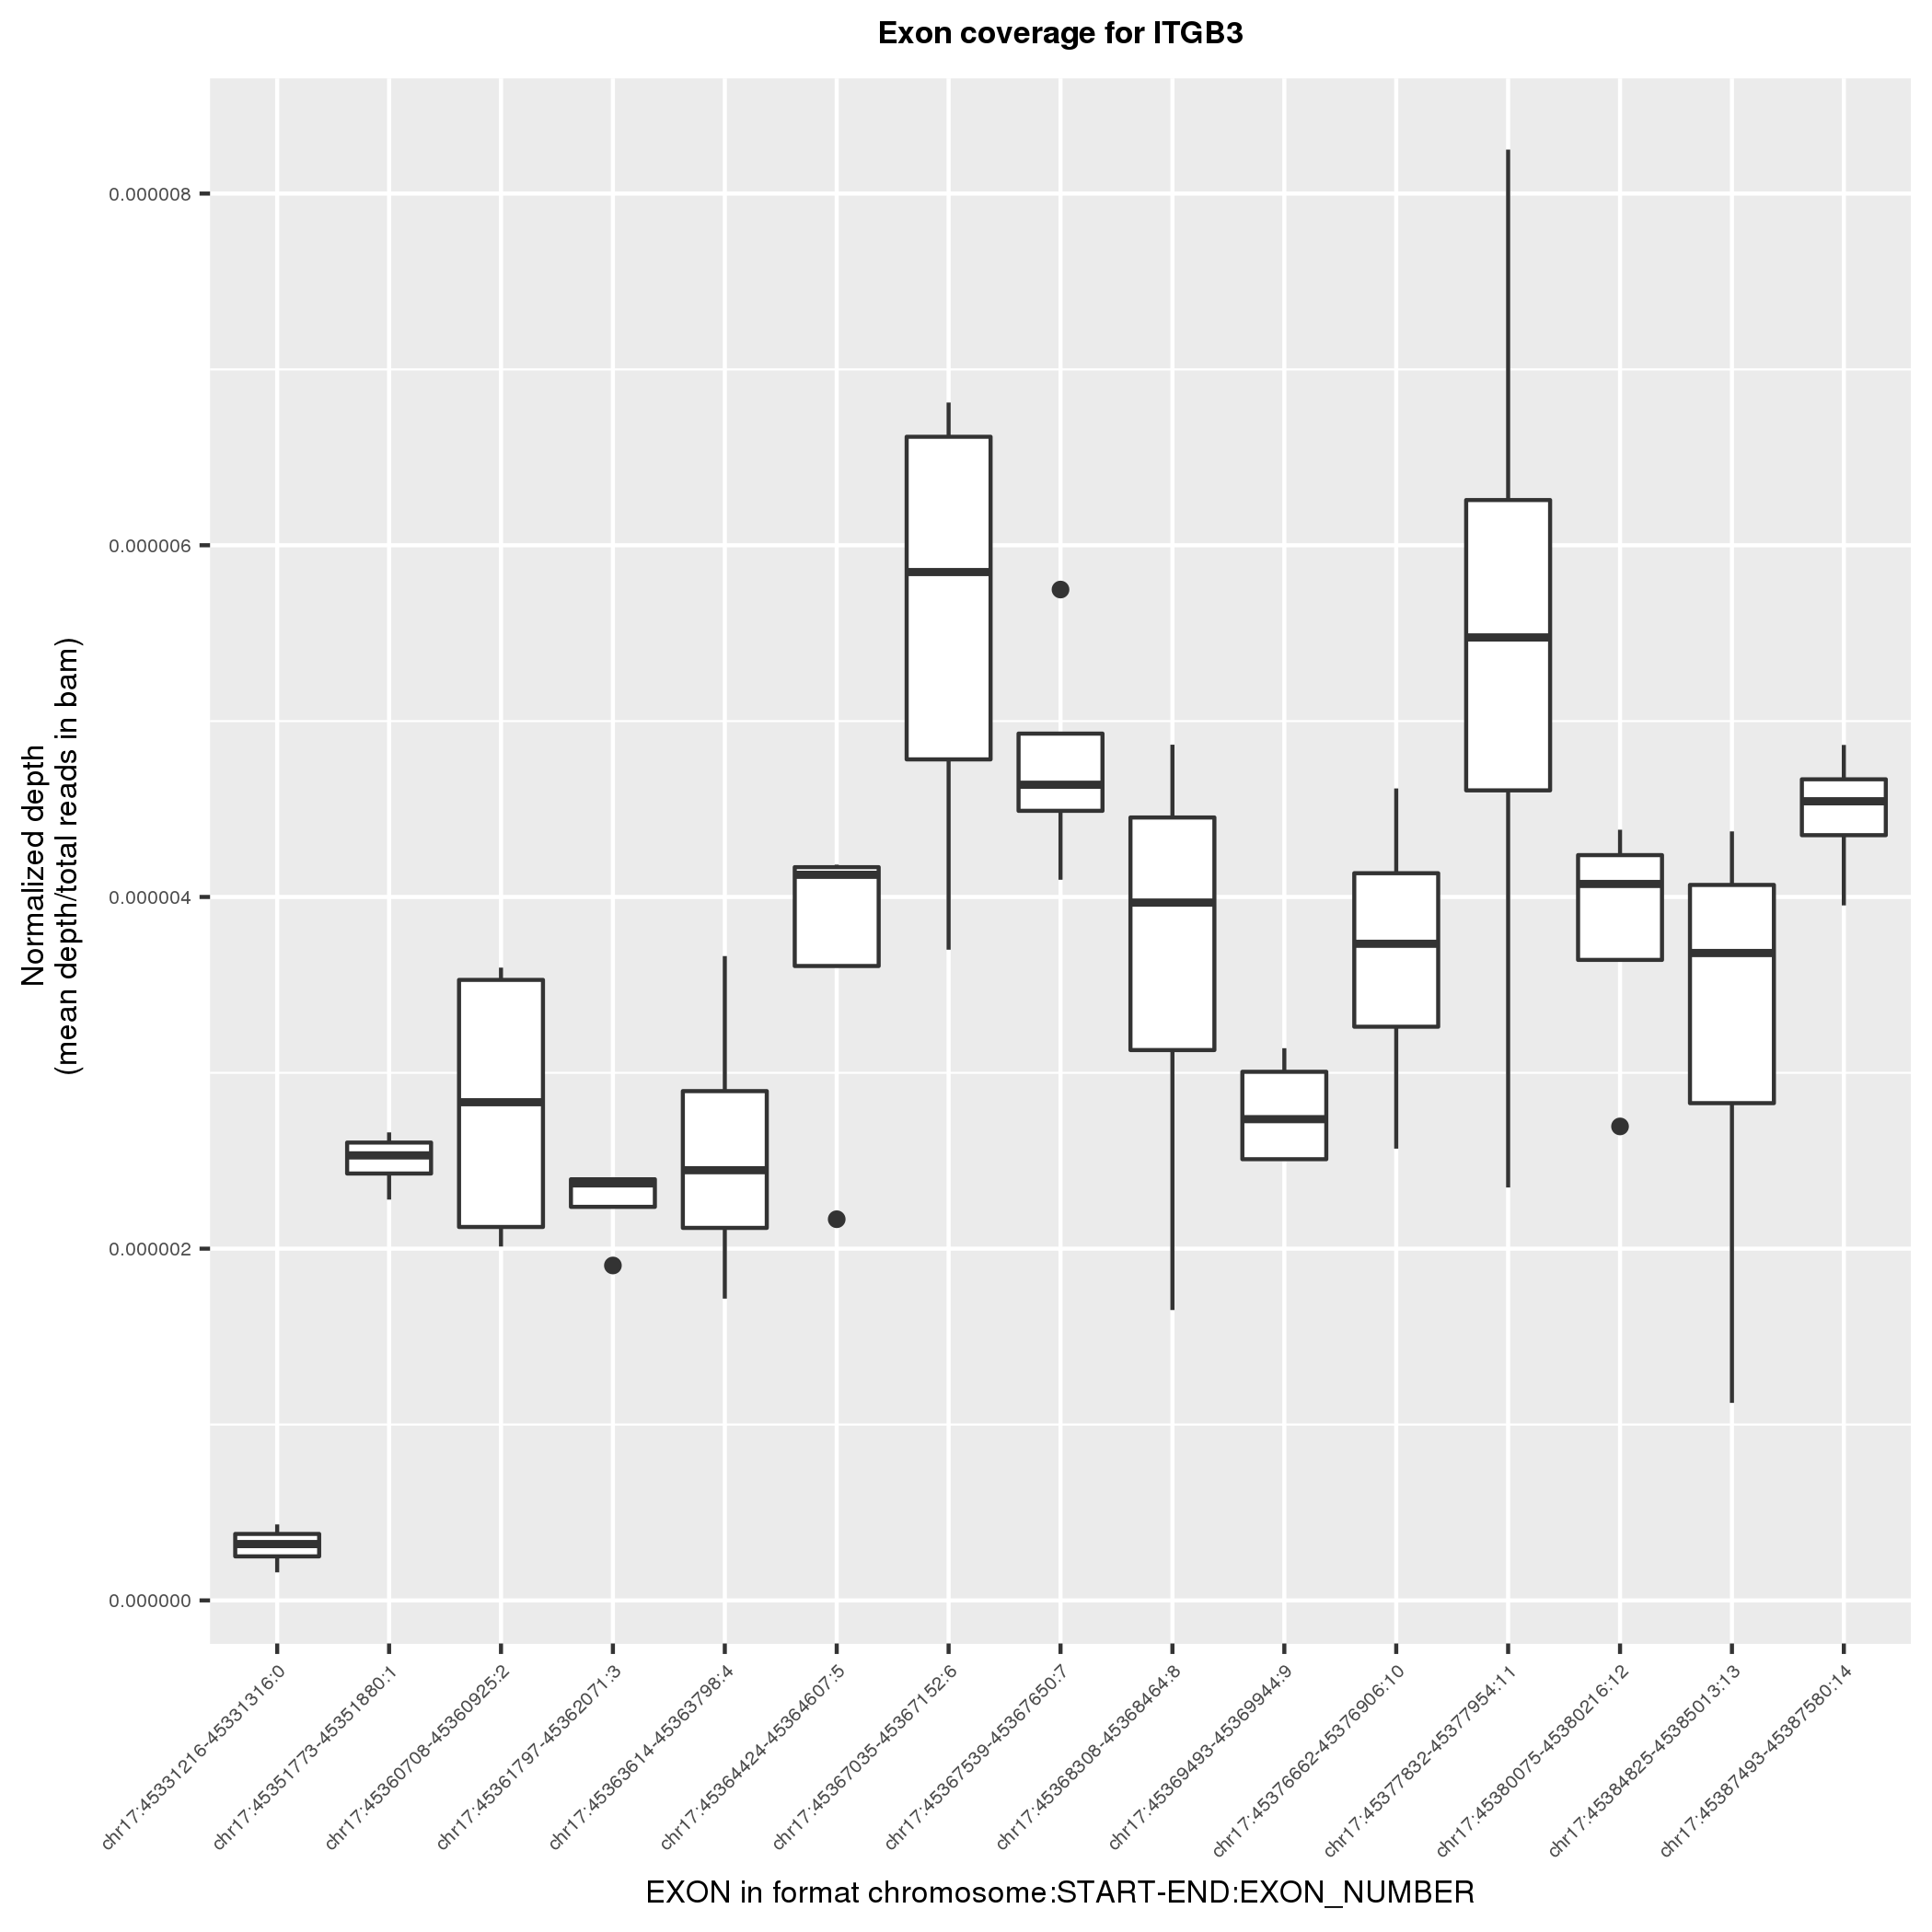 Exon coverage for ITGB3
Normalized depth
(mean depth/total reads in bam)
0.000008
0.000006
0.000004
0.000002
0.000000
chr17:45331216-45331316:0
chr17:45351773-45351880:1
chr17:45360708-45360925:2
chr17:45361797-45362071:3
chr17:45363614-45363798:4
chr17:45364424-45364607:5
chr17:45367035-45367152:6
chr17:45367539-45367650:7
chr17:45368308-45368464:8
chr17:45369493-45369944:9
chr17:45376662-45376906:10
chr17:45377832-45377954:11
chr17:45380075-45380216:12
chr17:45384825-45385013:13
chr17:45387493-45387580:14
EXON in format chromosome:START-END:EXON_NUMBER